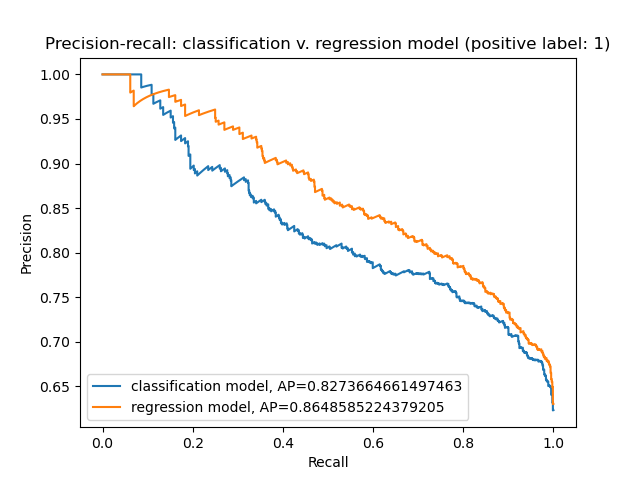 Precision-recall: classification v. regression model (positive label: 1)
1.00
0.95
0.90
0.85
0.80
0.75
0.70
0.65
Precision
classification model, AP=0.8273664661497463
regression model, AP=0.8648585224379205
0.0 0.2 0.4 0.6 0.8 1.0
Recall